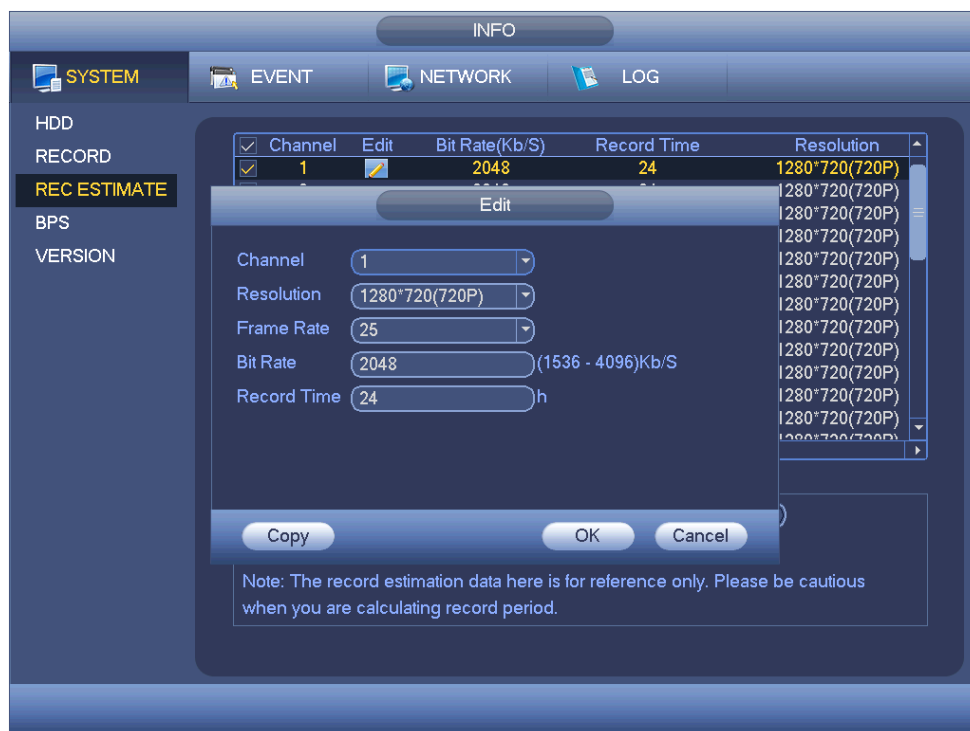 INFO
SYSTEM EVENT NETWORK LOG
HDD
RECORD
REC ESTIMATE
BPS
VERSION
Channel Edit Bit Rate(Kb/S) Record Time Resolution
1 2048 24 1280*720(720P)
1280*720(720P)
1280*720(720P)
1280*720(720P)
1280*720(720P)
1280*720(720P)
1280*720(720P)
1280*720(720P)
1280*720(720P)
1280*720(720P)
1280*720(720P)
1280*720(720P)
Edit
Channel 1
Resolution 1280*720(720P)
Frame Rate 25
Bit Rate 2048 (1536 - 4096)Kb/S
Record Time 24 h
Copy OK Cancel
Note: The record estimation data here is for reference only. Please be cautious
when you are calculating record period.